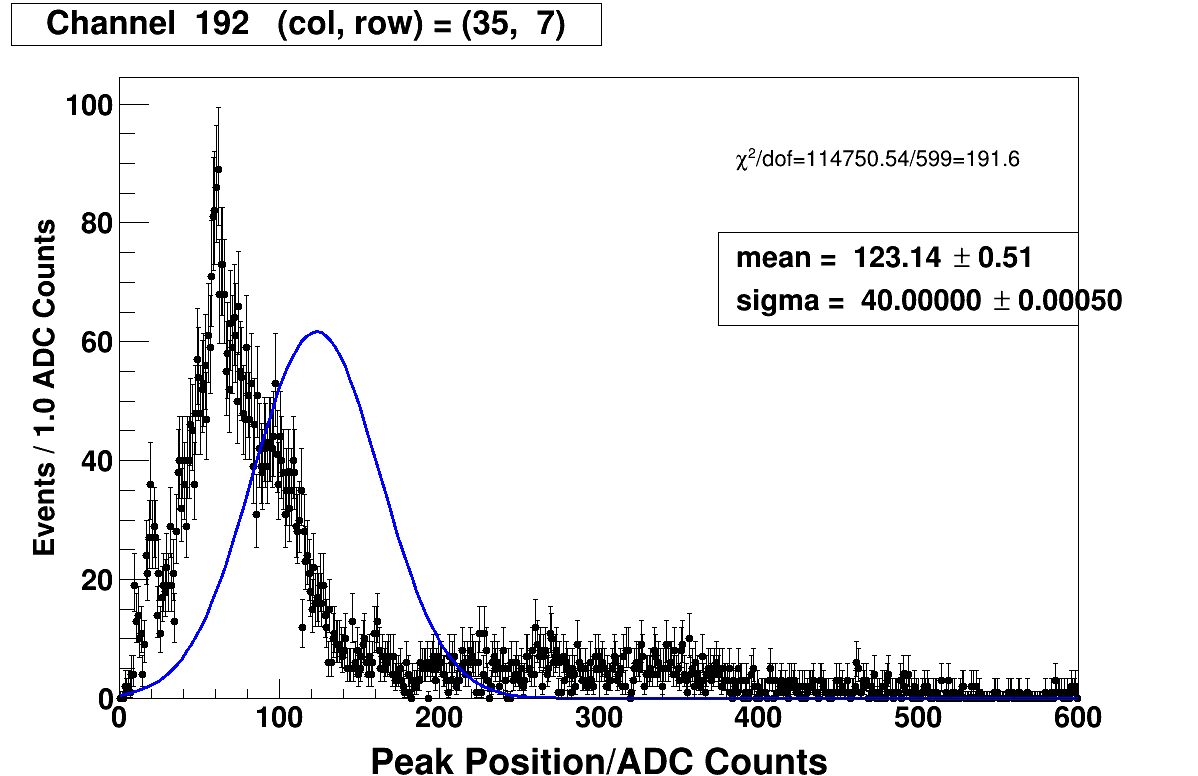 Channel 192 (col, row) = (35, 7)
χ²/dof=114750.54/599=191.6
mean = 123.14 ± 0.51
sigma = 40.00000 ± 0.00050
Events / 1.0 ADC Counts
100
80
60
40
20
0
0 100 200 300 400 500 600
Peak Position/ADC Counts